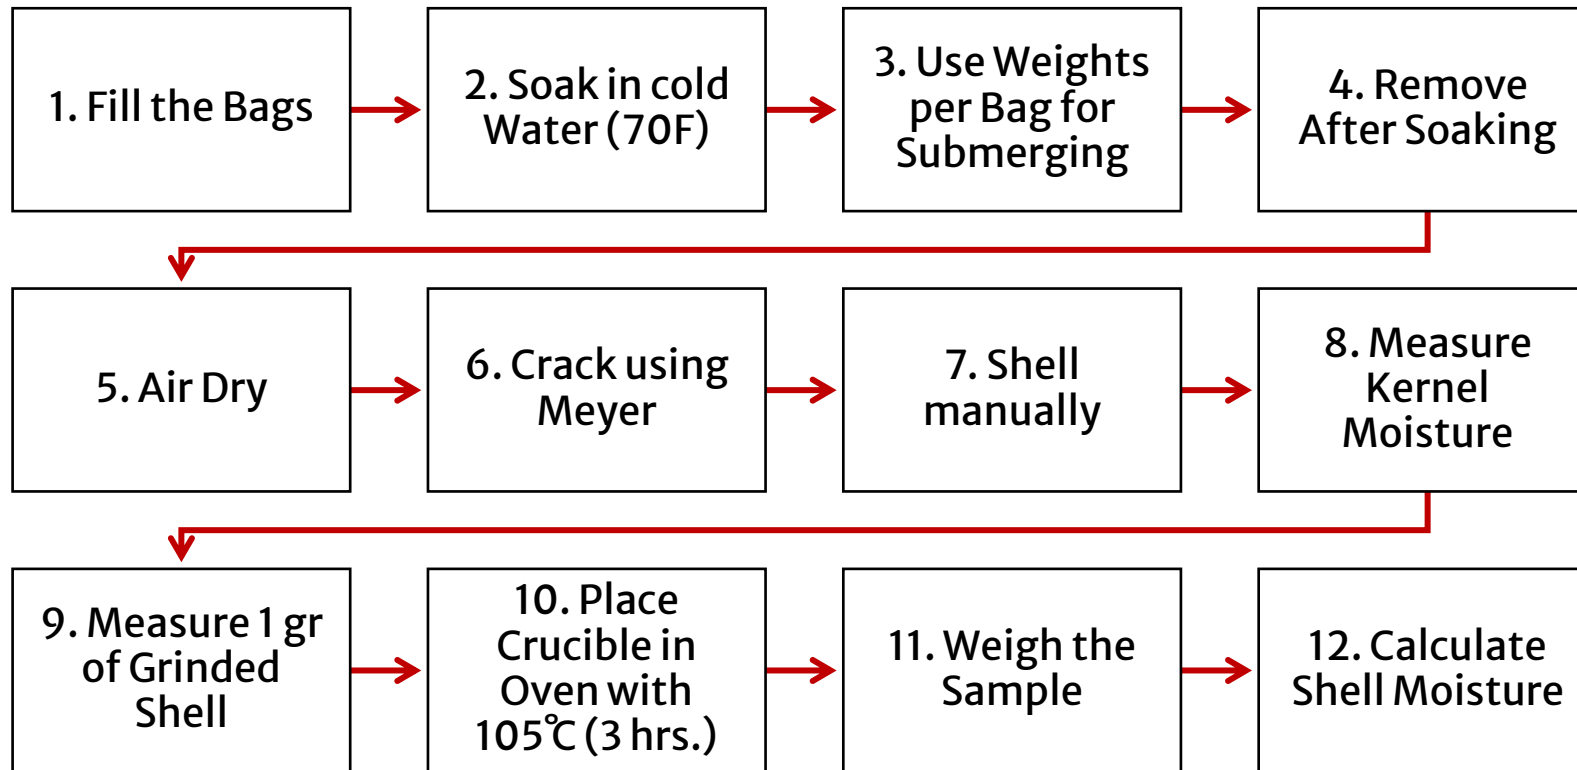 1. Fill the Bags
2. Soak in cold
Water (70F)
3. Use Weights
per Bag for
Submerging
4. Remove
After Soaking
5. Air Dry
6. Crack using
Meyer
7. Shell
manually
8. Measure
Kernel
Moisture
9. Measure 1 gr
of Grinded
Shell
10. Place
Crucible in
Oven with
105°C (3 hrs.)
11. Weigh the
Sample
12. Calculate
Shell Moisture